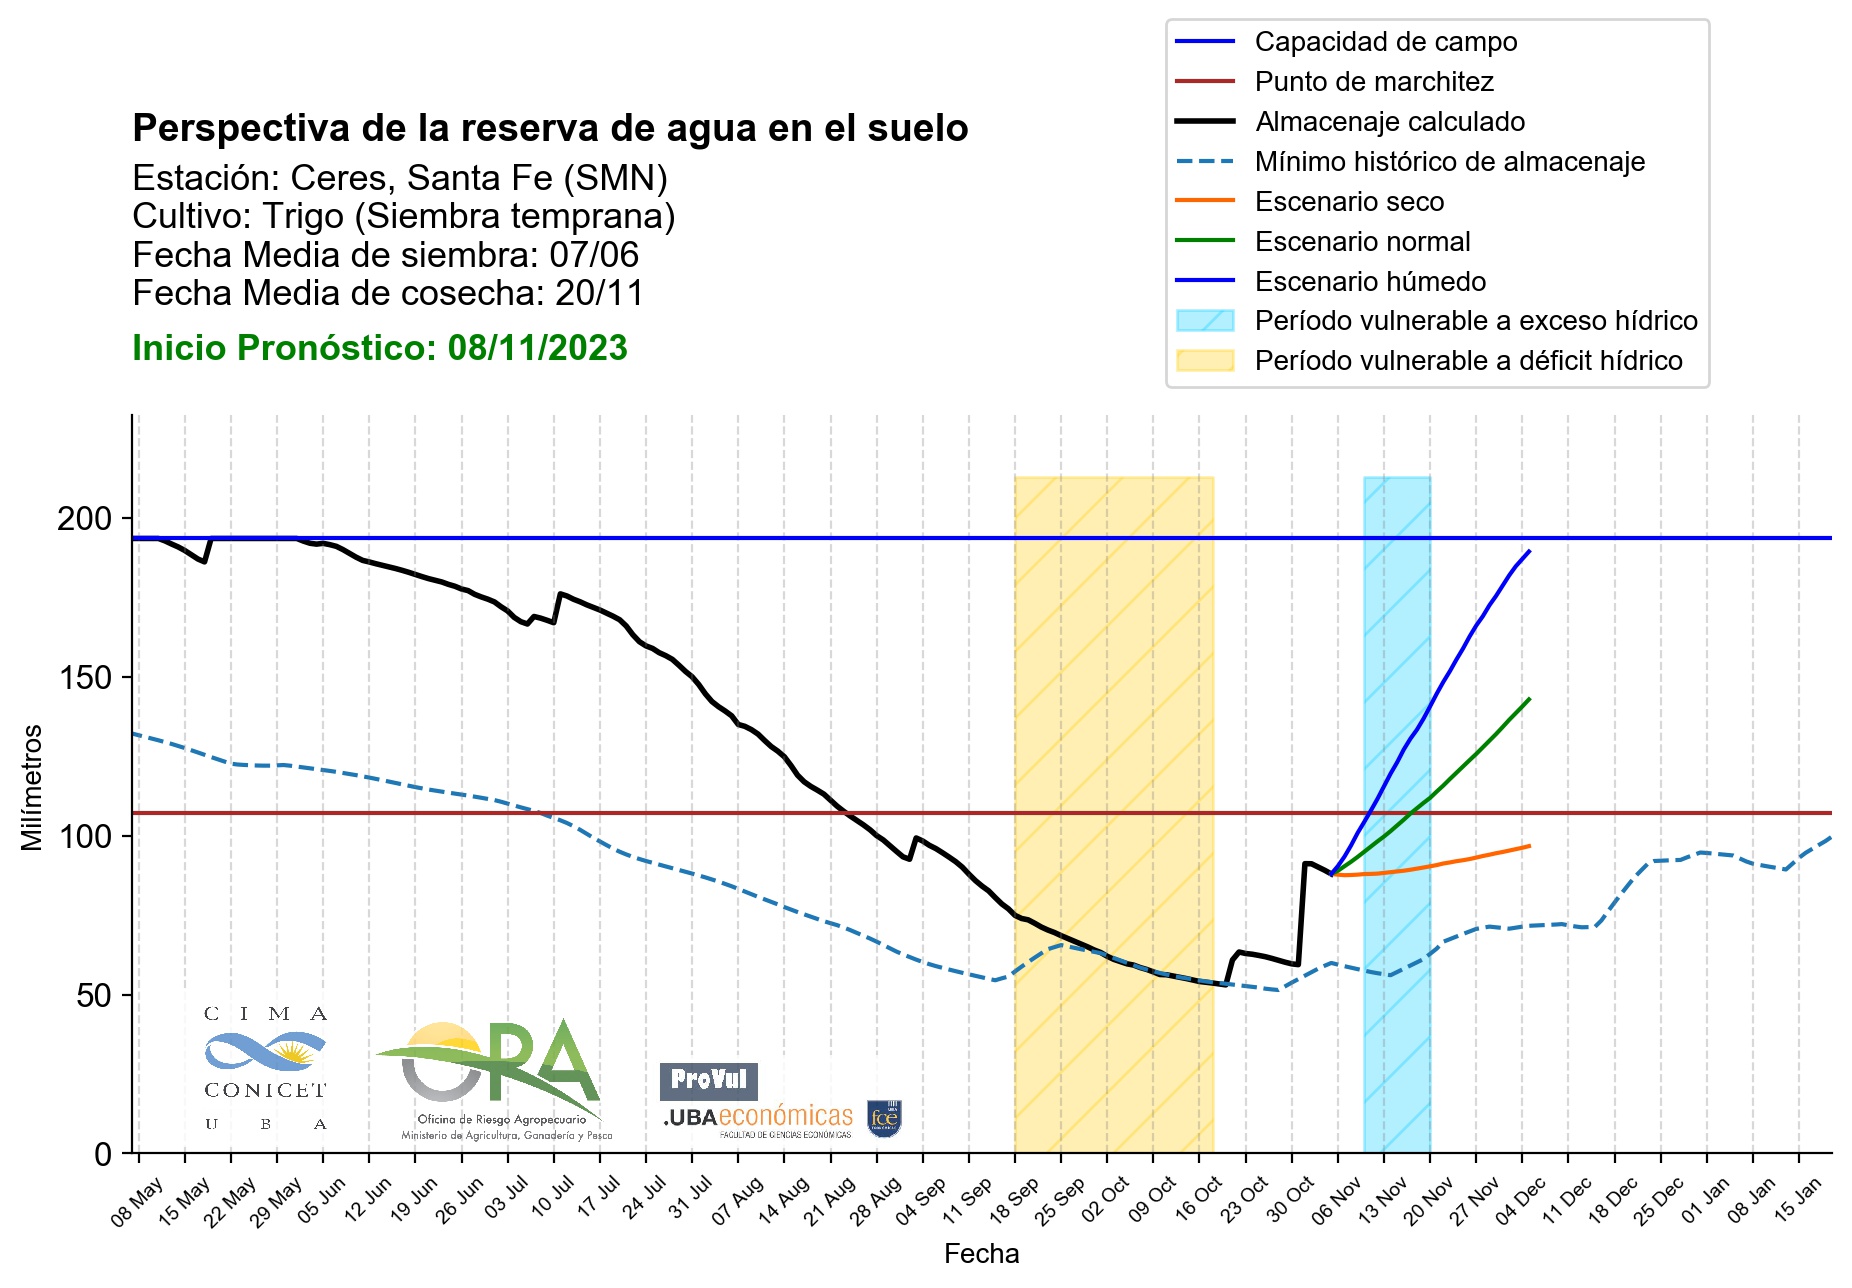 Capacidad de campo
Punto de marchitez
Almacenaje calculado
Mínimo histórico de almacenaje
Escenario seco
Escenario normal
Escenario húmedo
Período vulnerable a exceso hídrico
Período vulnerable a déficit hídrico
Perspectiva de la reserva de agua en el suelo
Estación: Ceres, Santa Fe (SMN)
Cultivo: Trigo (Siembra temprana)
Fecha Media de siembra: 07/06
Fecha Media de cosecha: 20/11
Inicio Pronóstico: 08/11/2023
200
150
100
50
0
Milímetros
CIMA
CONICET
UBA
ORA
Oficina de Riesgo Agropecuario
Ministerio de Agricultura, Ganadería y Pesca
ProVul
.UBAeconómicas
FACULTAD DE CIENCIAS ECONÓMICAS
fce
08 May 15 May 22 May 29 May 05 Jun 12 Jun 19 Jun 26 Jun 03 Jul 10 Jul 17 Jul 24 Jul 31 Jul 07 Aug 14 Aug 21 Aug 28 Aug 04 Sep 11 Sep 18 Sep 25 Sep 02 Oct 09 Oct 16 Oct 23 Oct 30 Oct 06 Nov 13 Nov 20 Nov 27 Nov 04 Dec 11 Dec 18 Dec 25 Dec 01 Jan 08 Jan 15 Jan
Fecha